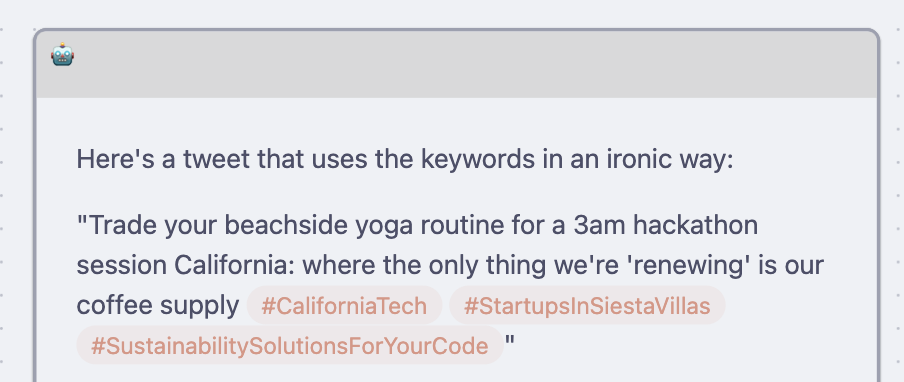 Here's a tweet that uses the keywords in an ironic way:
"Trade your beachside yoga routine for a 3am hackathon
session California: where the only thing we're 'renewing' is our
coffee supply #CaliforniaTech #StartupsInSiestaVillas
#SustainabilitySolutionsForYourCode"